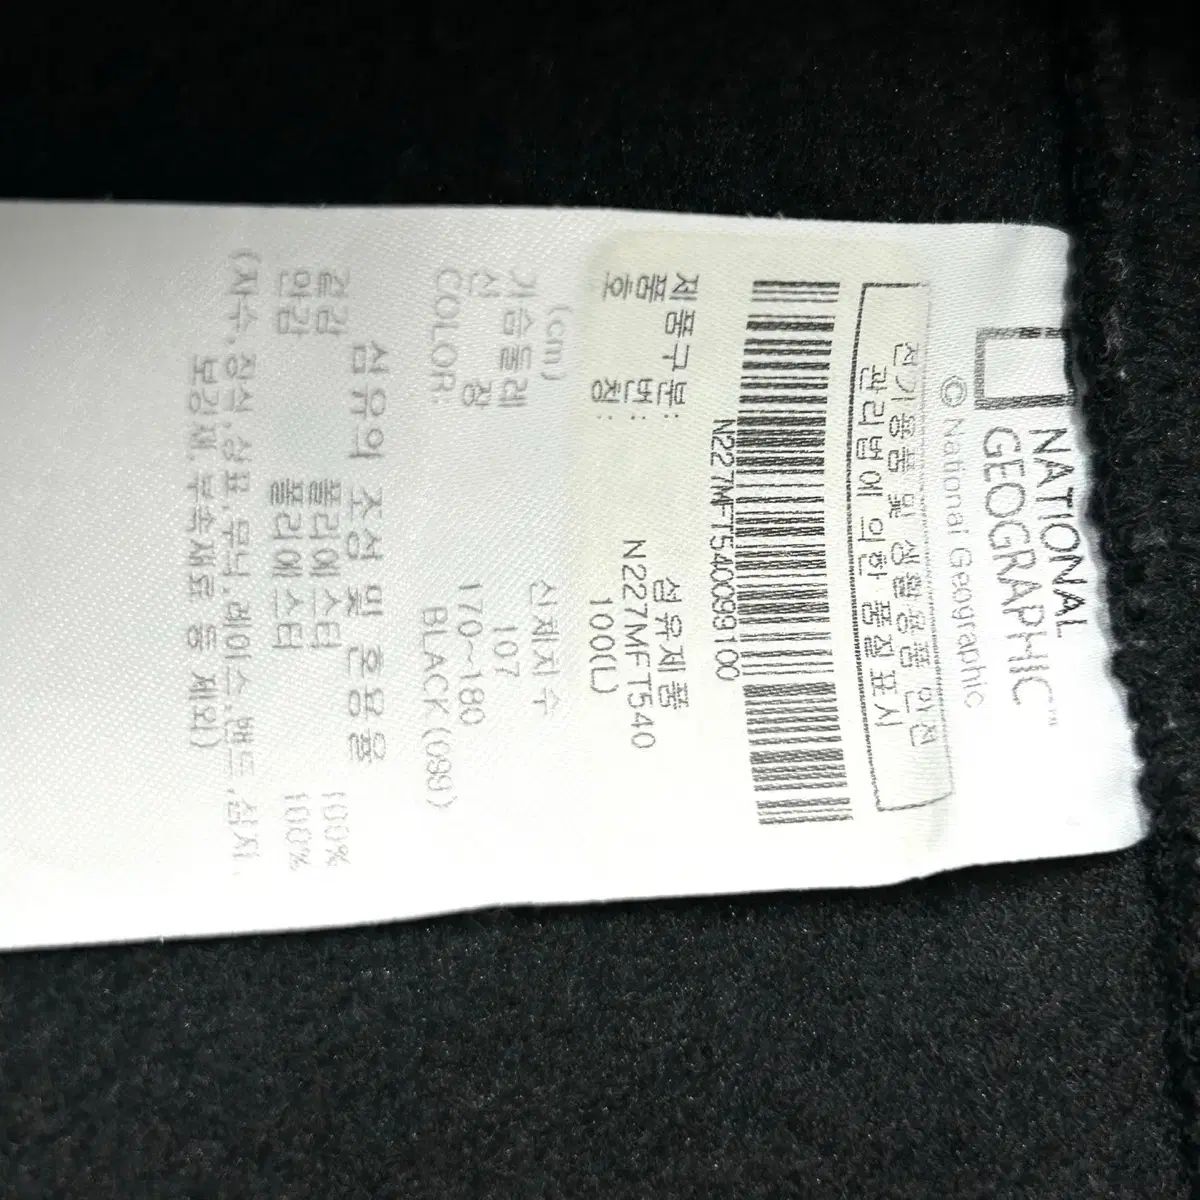 NATIONAL
GEOGRAPHIC™
© National Geographic
전기용품 및 생활용품 안전
관리법에 의한 품질표시
N227MFT5400099100
제품구분: 섬유제품
품번: N227MFT540
호칭: 100(L)
(cm) 신체치수
가슴둘레 107
신장 170~180
COLOR BLACK(099)
섬유의 조성 및 혼용율
겉감 폴리에스터 100%
안감 폴리에스터 100%
(자수,장식,상표,무늬,레이스,밴드,심지,
보강재,부속재료 등 제외)